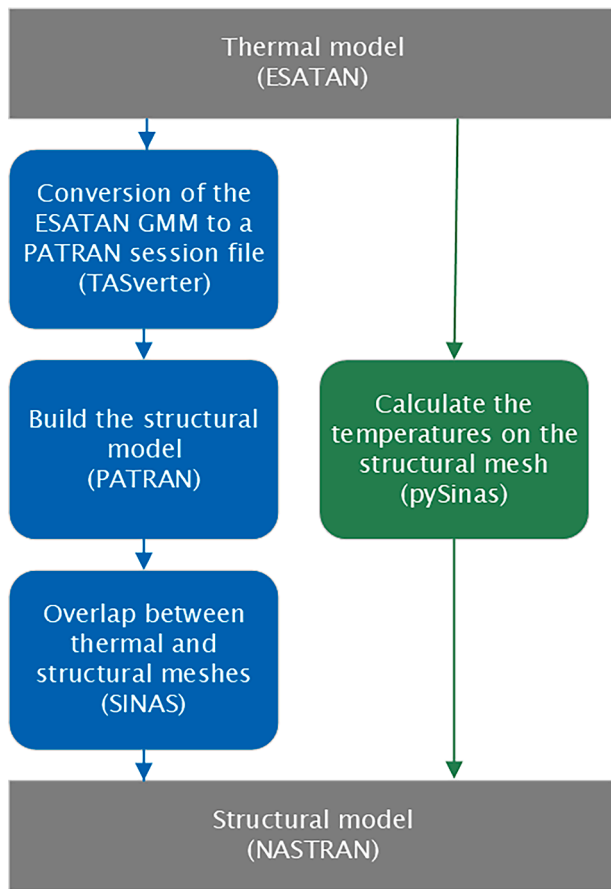 Thermal model
(ESATAN)
Conversion of the
ESATAN GMM to a
PATRAN session file
(TASverter)
Build the structural
model
(PATRAN)
Calculate the
temperatures on the
structural mesh
(pySinas)
Overlap between
thermal and
structural meshes
(SINAS)
Structural model
(NASTRAN)